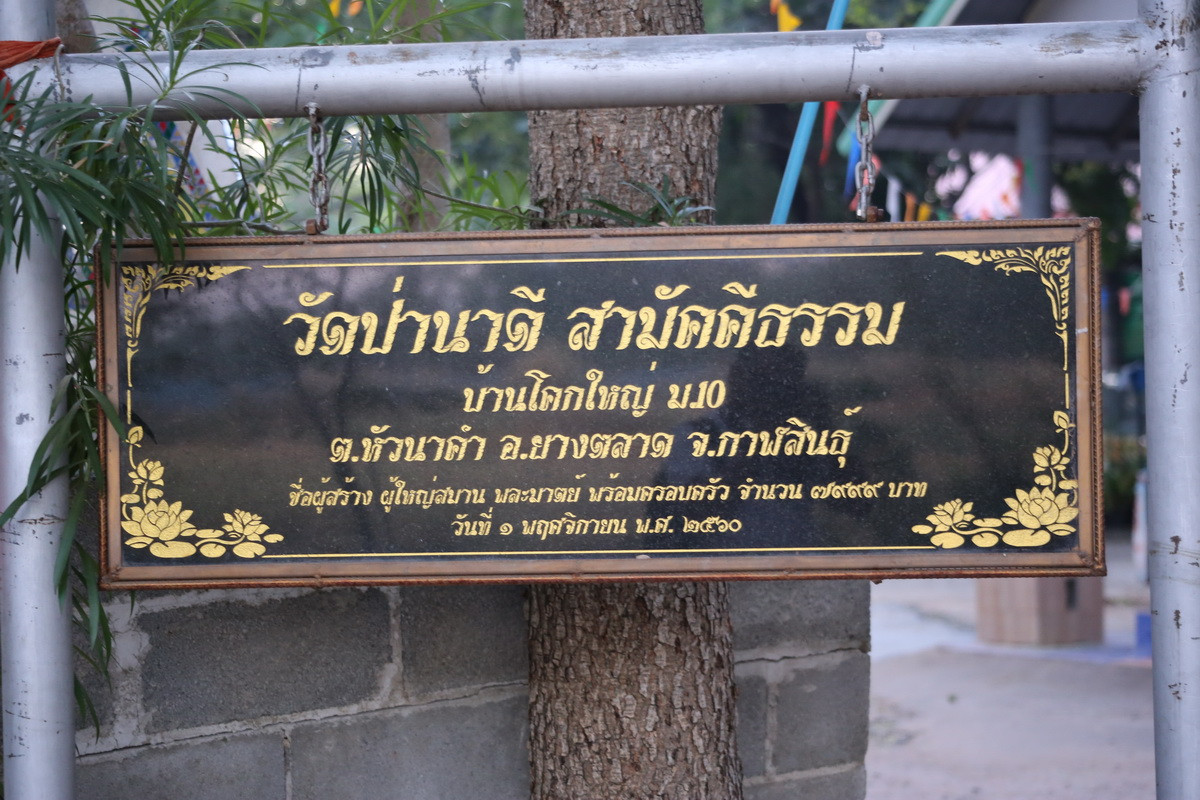 วัดป่านาดี สามัคคีธรรม
บ้านโคกใหญ่ ม.10
ต.หัวนาคำ อ.ยางตลาด จ.กาฬสินธุ์
ชื่อผู้สร้าง ผู้ใหญ่สมาน พละมาตย์ พร้อมครอบครัว จำนวน ๗๙๙๙ บาท
วันที่ ๑ พฤศจิกายน พ.ศ. ๒๕๖๐